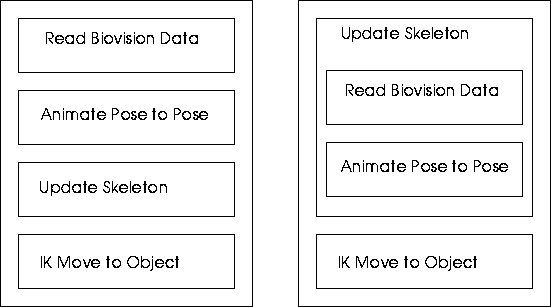 Read Biovision Data
Animate Pose to Pose
Update Skeleton
IK Move to Object
Update Skeleton
Read Biovision Data
Animate Pose to Pose
IK Move to Object